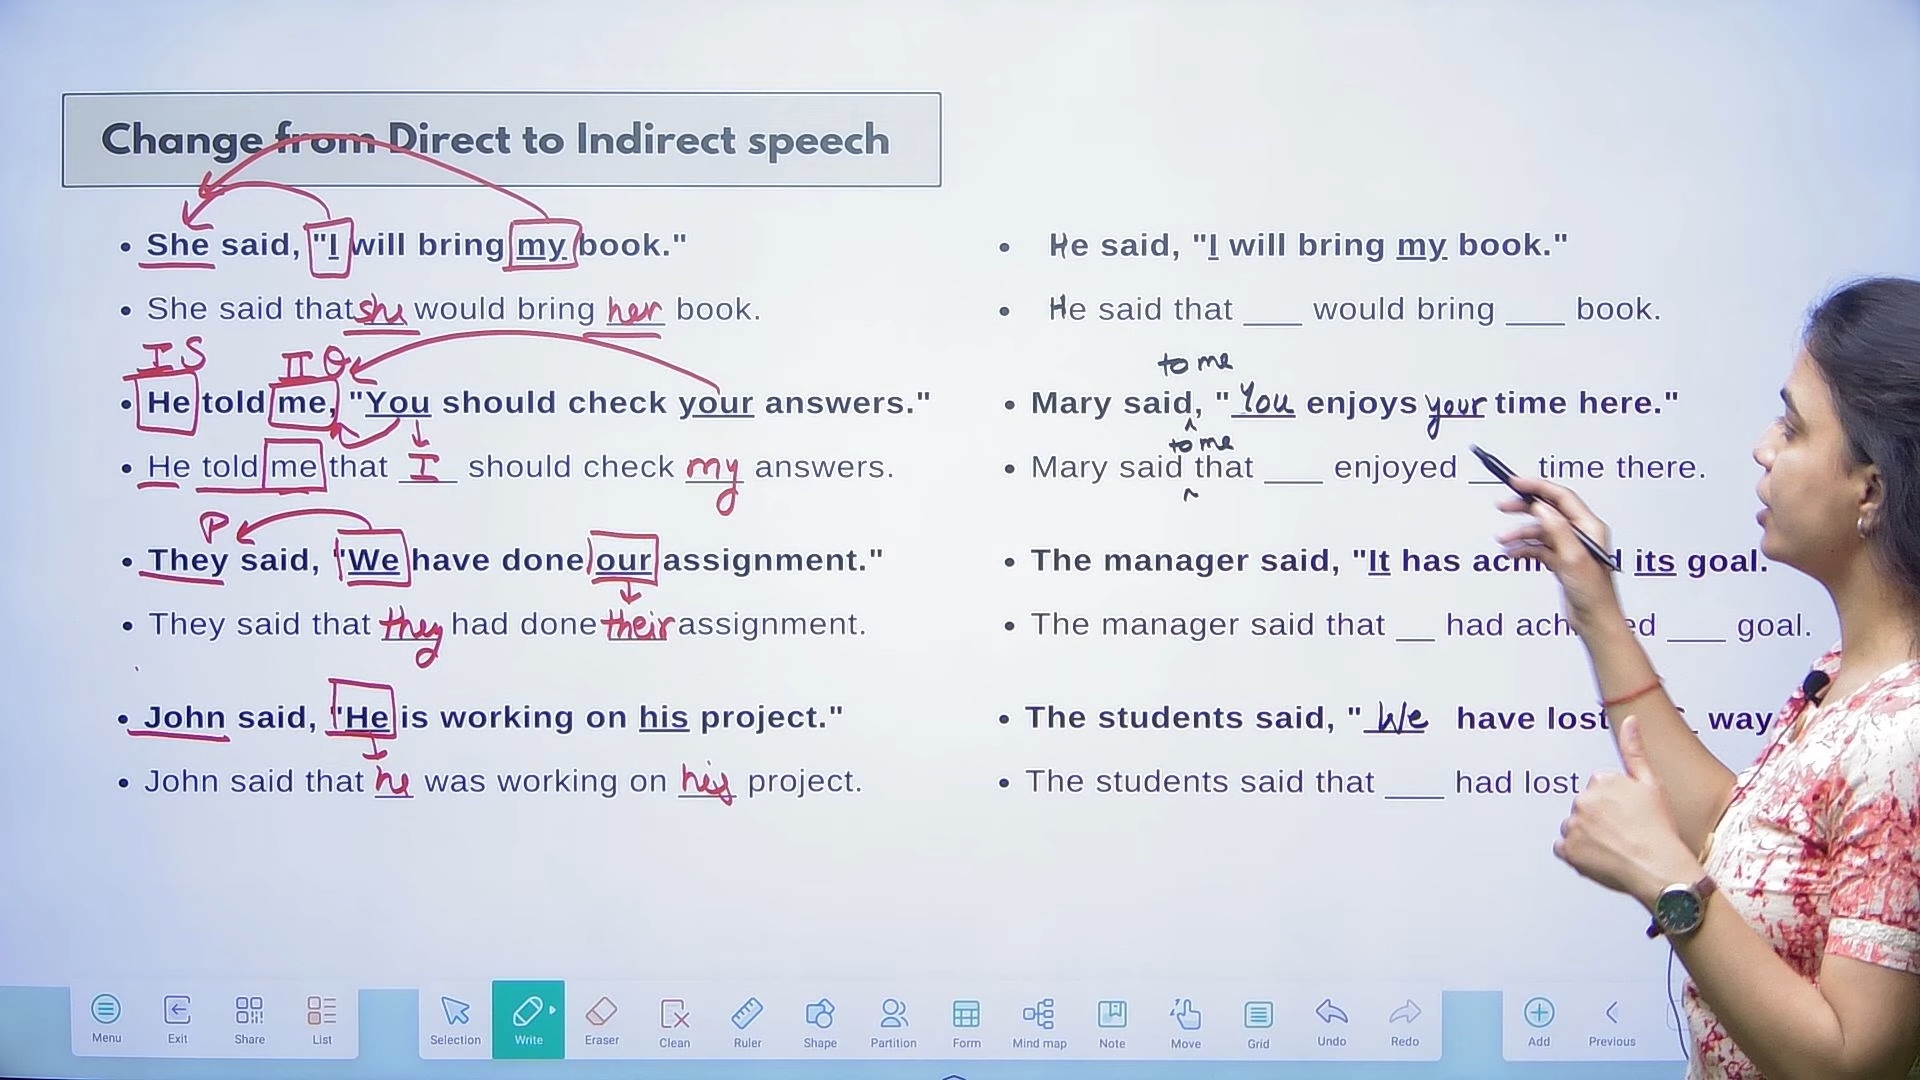 Change from Direct to Indirect speech
• She said, "I will bring my book."
• She said that she would bring her book.
I S II O
• He told me, "You should check your answers."
• He told me that I should check my answers.
P
• They said, "We have done our assignment."
• They said that they had done their assignment.
• John said, "He is working on his project."
• John said that he was working on his project.
• He said, "I will bring my book."
• He said that ___ would bring ___ book.
to me
• Mary said, "You enjoys your time here."
to me
• Mary said that ___ enjoyed ___ time there.
• The manager said, "It has its goal.
• The manager said that __ had ___ goal.
• The students said, "We have lost way
• The students said that ___ had lost
Menu Exit Share List Selection Write Eraser Clean Ruler Shape Partition Form Mind map Note Move Grid Undo Redo Add Previous